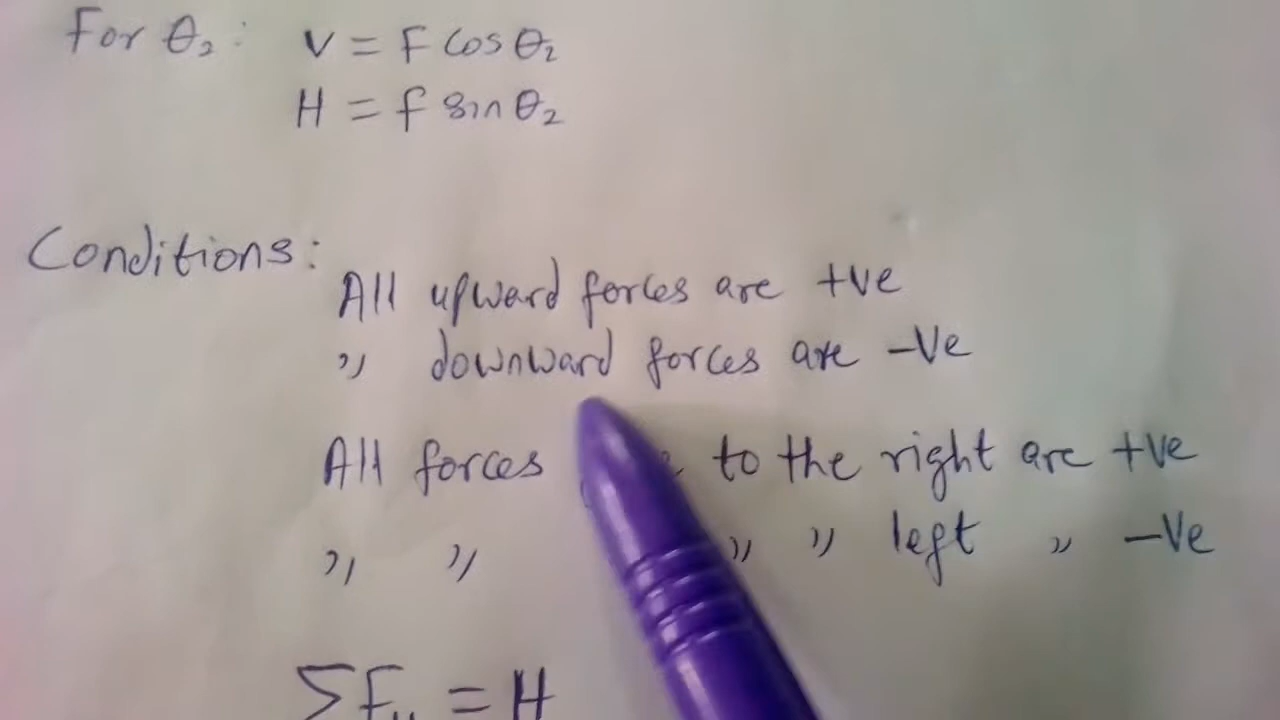 For θ₂: V = F Cos θ₂
H = f sin θ₂
Conditions:
All upward forces are +ve
,, downward forces are -Ve
All forces to the right are +ve
,, ,, ,, ,, left ,, -Ve
= H